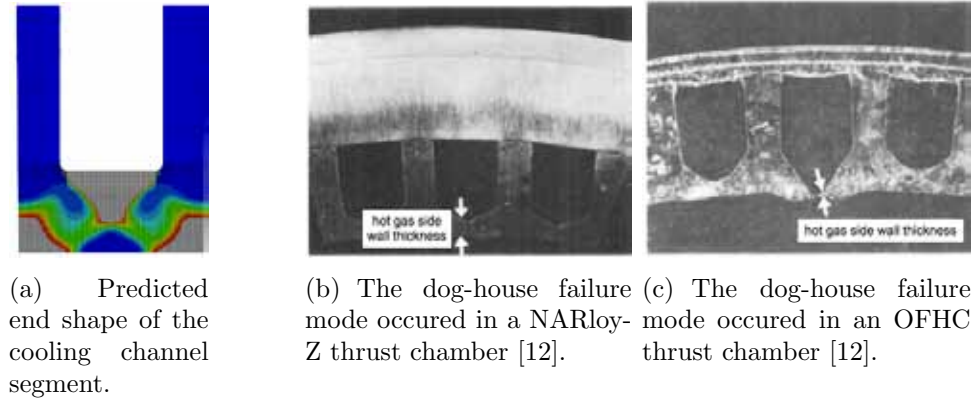 hot gas side
wall thickness
hot gas side wall thickness
(a) Predicted
end shape of the
cooling channel
segment.
(b) The dog-house failure
mode occured in a NARloy-
Z thrust chamber [12].
(c) The dog-house failure
mode occured in an OFHC
thrust chamber [12].